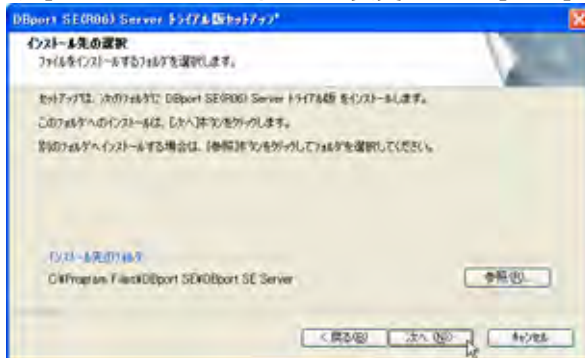 DBport SE(R06) Server トライアル版セットアップ
インストール先の選択
ファイルをインストールするフォルダを選択します。
セットアップは、次のフォルダに DBport SE(R06) Server トライアル版 をインストールします。
このフォルダへのインストールは、[次へ]ボタンをクリックします。
別のフォルダへインストールする場合は、[参照]ボタンをクリックしてフォルダを選択してください。
インストール先のフォルダ
C:¥Program Files¥DBport SE¥DBport SE Server
参照(R)...
< 戻る(B)
次へ (N) >
キャンセル